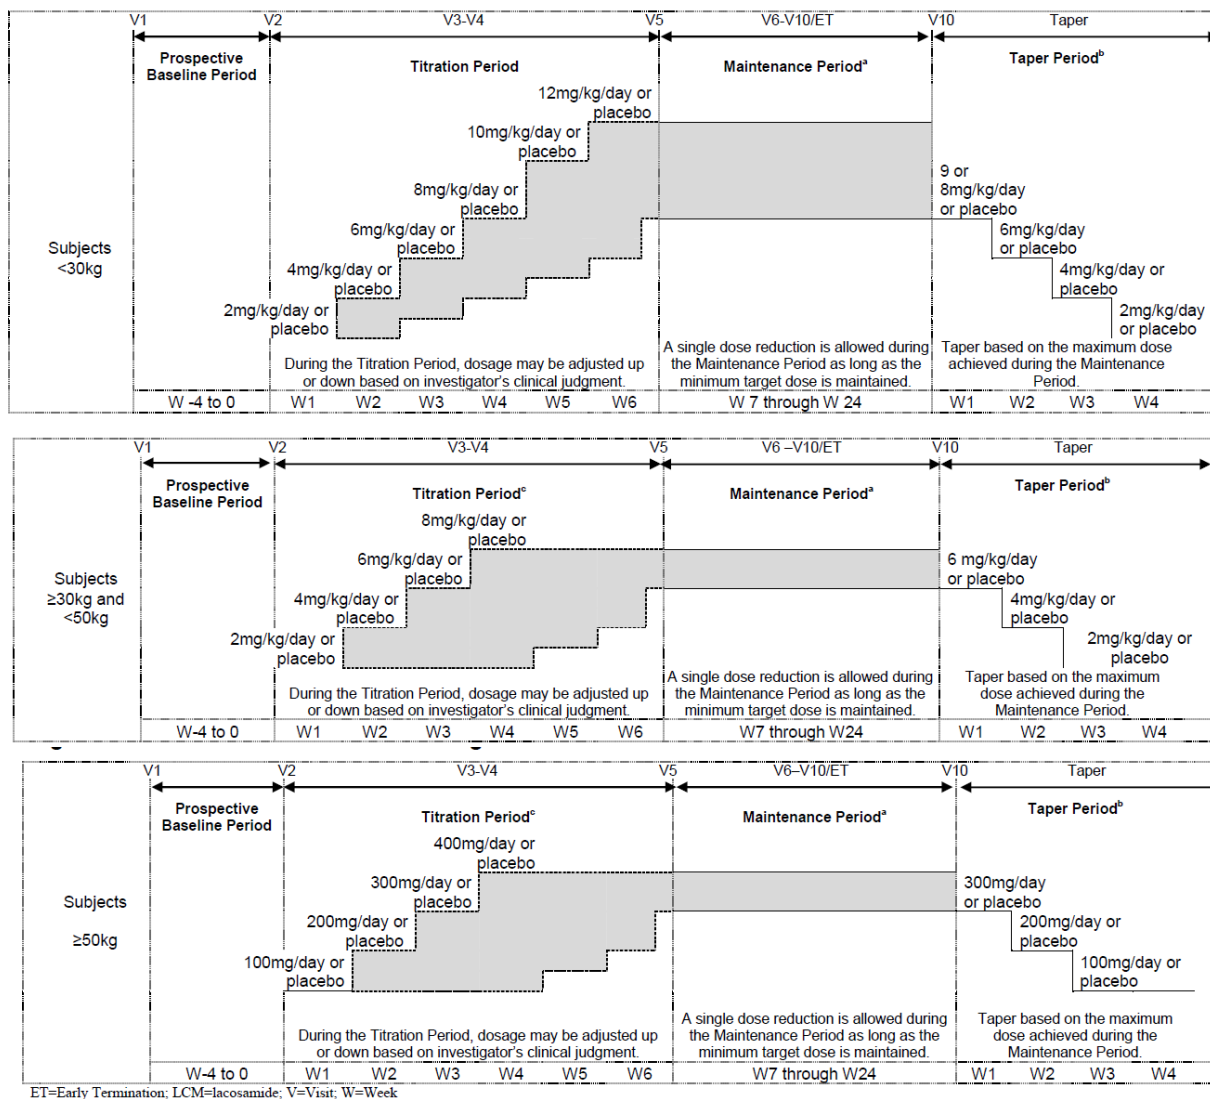 V1 V2 V3-V4 V5 V6-V10/ET V10 Taper
Prospective
Baseline Period
Titration Period
Maintenance Periodᵃ
Taper Periodᵇ
12mg/kg/day or
placebo
10mg/kg/day or
placebo
8mg/kg/day or
placebo
6mg/kg/day or
placebo
4mg/kg/day or
placebo
2mg/kg/day or
placebo
9 or
8mg/kg/day
or placebo
6mg/kg/day
or placebo
4mg/kg/day
or placebo
2mg/kg/day
or placebo
Subjects
<30kg
During the Titration Period, dosage may be adjusted up
or down based on investigator's clinical judgment.
A single dose reduction is allowed during
the Maintenance Period as long as the
minimum target dose is maintained.
Taper based on the maximum dose
achieved during the Maintenance
Period.
W -4 to 0 W1 W2 W3 W4 W5 W6 W 7 through W 24 W1 W2 W3 W4
V1 V2 V3-V4 V5 V6 –V10/ET V10 Taper
Prospective
Baseline Period
Titration Periodᶜ
Maintenance Periodᵃ
Taper Periodᵇ
8mg/kg/day or
placebo
6mg/kg/day or
placebo
4mg/kg/day or
placebo
2mg/kg/day or
placebo
6 mg/kg/day
or placebo
4mg/kg/day or
placebo
2mg/kg/day or
placebo
Subjects
≥30kg and
<50kg
During the Titration Period, dosage may be adjusted up
or down based on investigator's clinical judgment.
A single dose reduction is allowed during
the Maintenance Period as long as the
minimum target dose is maintained.
Taper based on the maximum
dose achieved during the
Maintenance Period.
W-4 to 0 W1 W2 W3 W4 W5 W6 W7 through W24 W1 W2 W3 W4
V1 V2 V3-V4 V5 V6–V10/ET V10 Taper
Prospective
Baseline Period
Titration Periodᶜ
Maintenance Periodᵃ
Taper Periodᵇ
400mg/day or
placebo
300mg/day or
placebo
200mg/day or
placebo
100mg/day or
placebo
300mg/day
or placebo
200mg/day or
placebo
100mg/day or
placebo
Subjects
≥50kg
During the Titration Period, dosage may be adjusted up
or down based on investigator's clinical judgment.
A single dose reduction is allowed during
the Maintenance Period as long as the
minimum target dose is maintained.
Taper based on the maximum
dose achieved during the
Maintenance Period.
W-4 to 0 W1 W2 W3 W4 W5 W6 W7 through W24 W1 W2 W3 W4
ET=Early Termination; LCM=lacosamide; V=Visit; W=Week